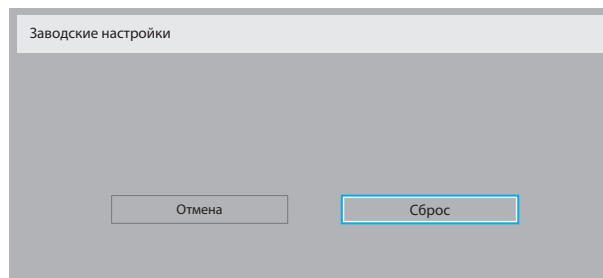 Заводские настройки
Отмена Сброс